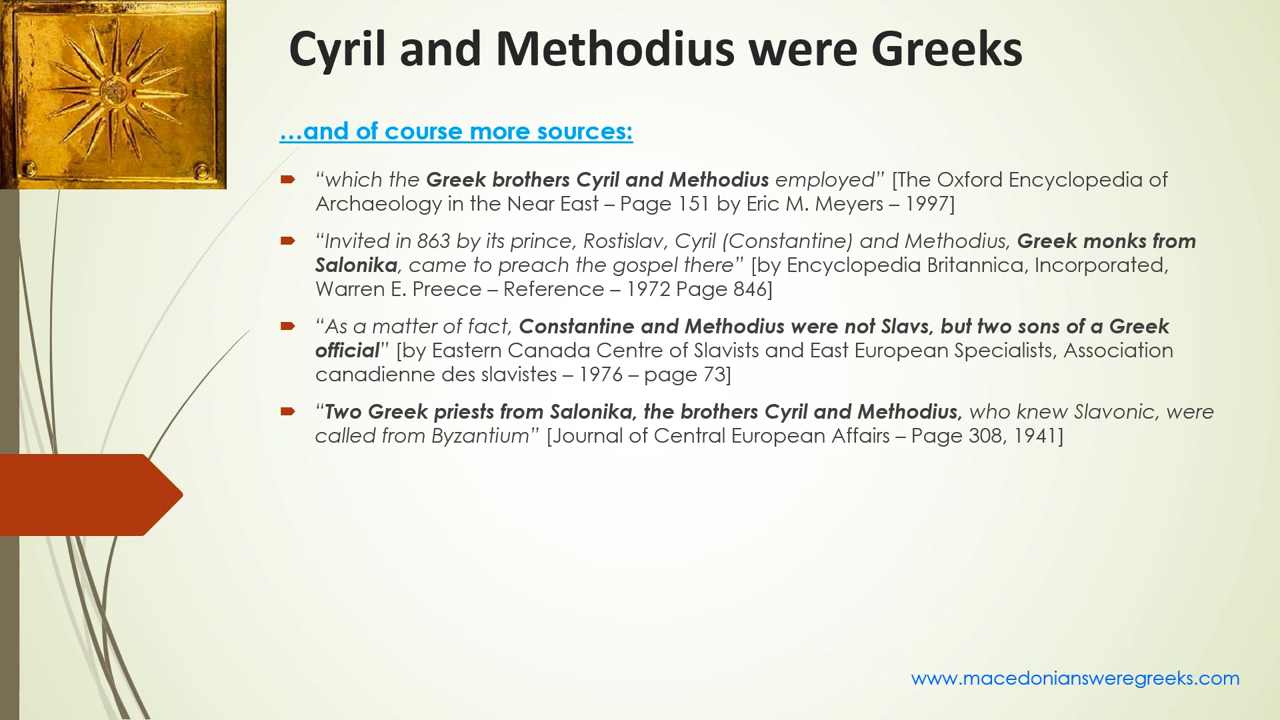 Cyril and Methodius were Greeks
…and of course more sources:
“which the Greek brothers Cyril and Methodius employed” [The Oxford Encyclopedia of
Archaeology in the Near East – Page 151 by Eric M. Meyers – 1997]
“Invited in 863 by its prince, Rostislav, Cyril (Constantine) and Methodius, Greek monks from
Salonika, came to preach the gospel there” [by Encyclopedia Britannica, Incorporated,
Warren E. Preece – Reference – 1972 Page 846]
“As a matter of fact, Constantine and Methodius were not Slavs, but two sons of a Greek
official” [by Eastern Canada Centre of Slavists and East European Specialists, Association
canadienne des slavistes – 1976 – page 73]
“Two Greek priests from Salonika, the brothers Cyril and Methodius, who knew Slavonic, were
called from Byzantium” [Journal of Central European Affairs – Page 308, 1941]
www.macedoniansweregreeks.com